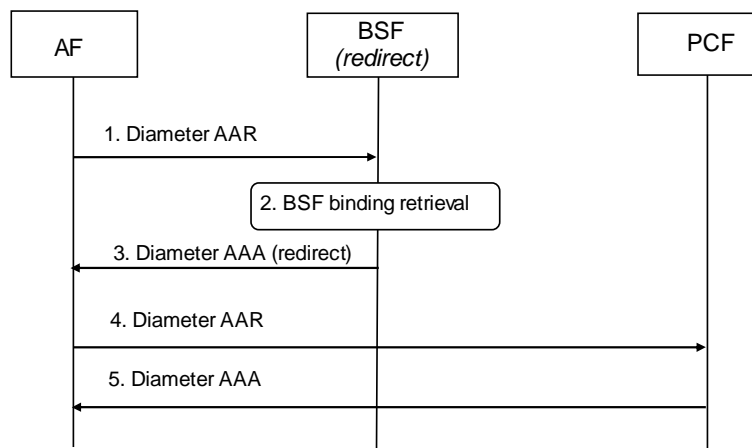 AF
BSF
(redirect)
PCF
1. Diameter AAR
2. BSF binding retrieval
3. Diameter AAA (redirect)
4. Diameter AAR
5. Diameter AAA